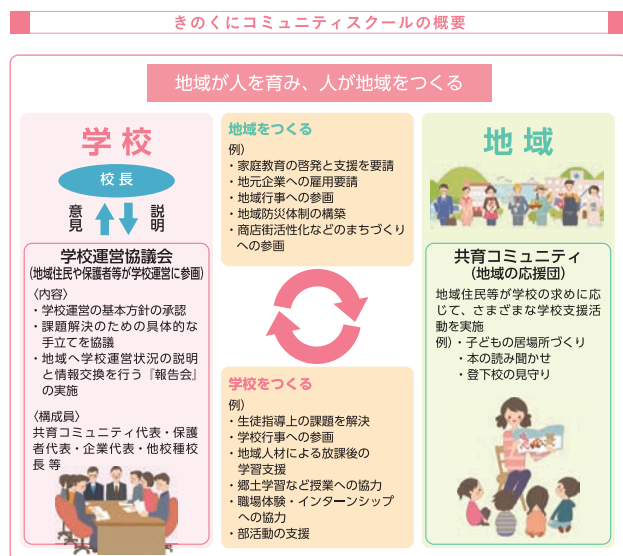 きのくにコミュニティスクールの概要
地域が人を育み、人が地域をつくる
学校
校長
意見
説明
学校運営協議会
(地域住民や保護者等が学校運営に参画)
〈内容〉
・学校運営の基本方針の承認
・課題解決のための具体的な
手立てを協議
・地域へ学校運営状況の説明
と情報交換を行う『報告会』
の実施
〈構成員〉
共育コミュニティ代表・保護
者代表・企業代表・他校種校
長 等
地域をつくる
例)
・家庭教育の啓発と支援を要請
・地元企業への雇用要請
・地域行事への参画
・地域防災体制の構築
・商店街活性化などのまちづくり
への参画
学校をつくる
例)
・生徒指導上の課題を解決
・学校行事への参画
・地域人材による放課後の
学習支援
・郷土学習など授業への協力
・職場体験・インターンシップ
への協力
・部活動の支援
地域
共育コミュニティ
(地域の応援団)
地域住民等が学校の求めに応
じて、さまざまな学校支援活
動を実施
例)・子どもの居場所づくり
・本の読み聞かせ
・登下校の見守り